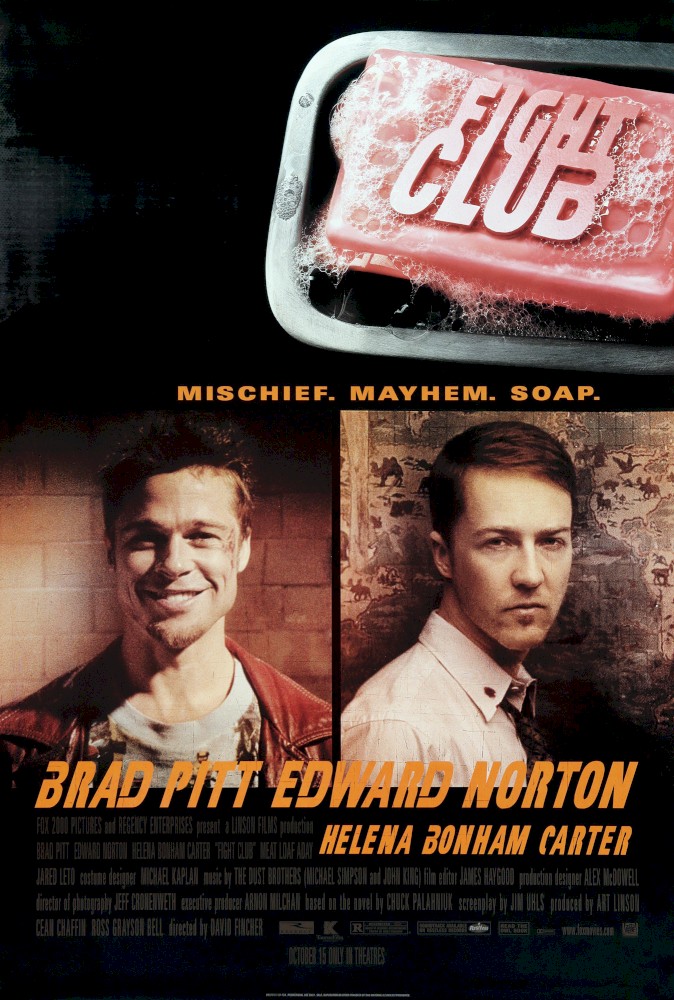 FIGHT
CLUB
MISCHIEF. MAYHEM. SOAP.
BRAD PITT EDWARD NORTON
HELENA BONHAM CARTER
FOX 2000 PICTURES and REGENCY ENTERPRISES present a LINSON FILMS production
BRAD PITT EDWARD NORTON HELENA BONHAM CARTER "FIGHT CLUB" MEAT LOAF ADAY
JARED LETO costume designer MICHAEL KAPLAN music by THE DUST BROTHERS (MICHAEL SIMPSON and JOHN KING) film editor JAMES HAYGOOD production designer ALEX McDOWELL
director of photography JEFF CRONENWETH executive producer ARNON MILCHAN based on the novel by CHUCK PALAHNIUK screenplay by JIM UHLS produced by ART LINSON
CEAN CHAFFIN ROSS GRAYSON BELL directed by DAVID FINCHER R www.foxmovies.com
OCTOBER 15 ONLY IN THEATRES